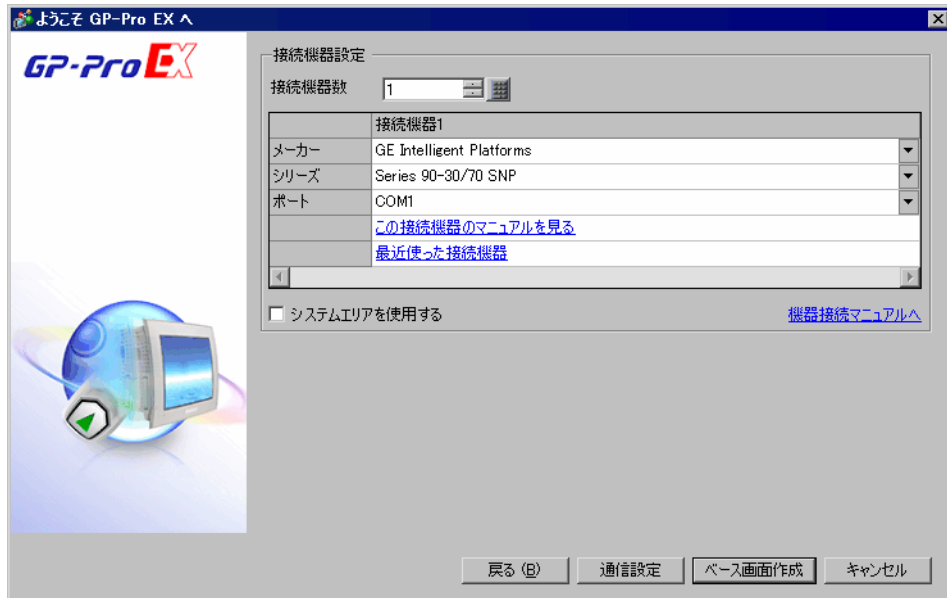 ようこそ GP-Pro EX へ
GP-Pro EX
接続機器設定
接続機器数 1
接続機器1
メーカー GE Intelligent Platforms
シリーズ Series 90-30/70 SNP
ポート COM1
この接続機器のマニュアルを見る
最近使った接続機器
システムエリアを使用する 機器接続マニュアルへ
戻る (B) 通信設定 ベース画面作成 キャンセル